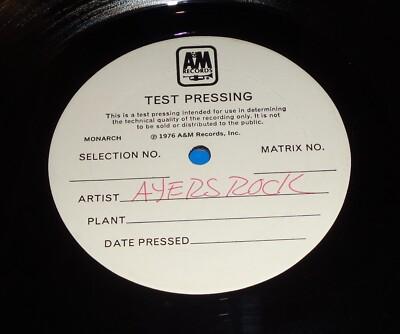 A&M
RECORDS
TEST PRESSING
This is a test pressing intended for use in determining
the technical quality of the recording only. It is not
to be sold or distributed to the public.
MONARCH ℗ 1976 A&M Records, Inc.
SELECTION NO. MATRIX NO.
ARTIST AYERS ROCK
PLANT
DATE PRESSED